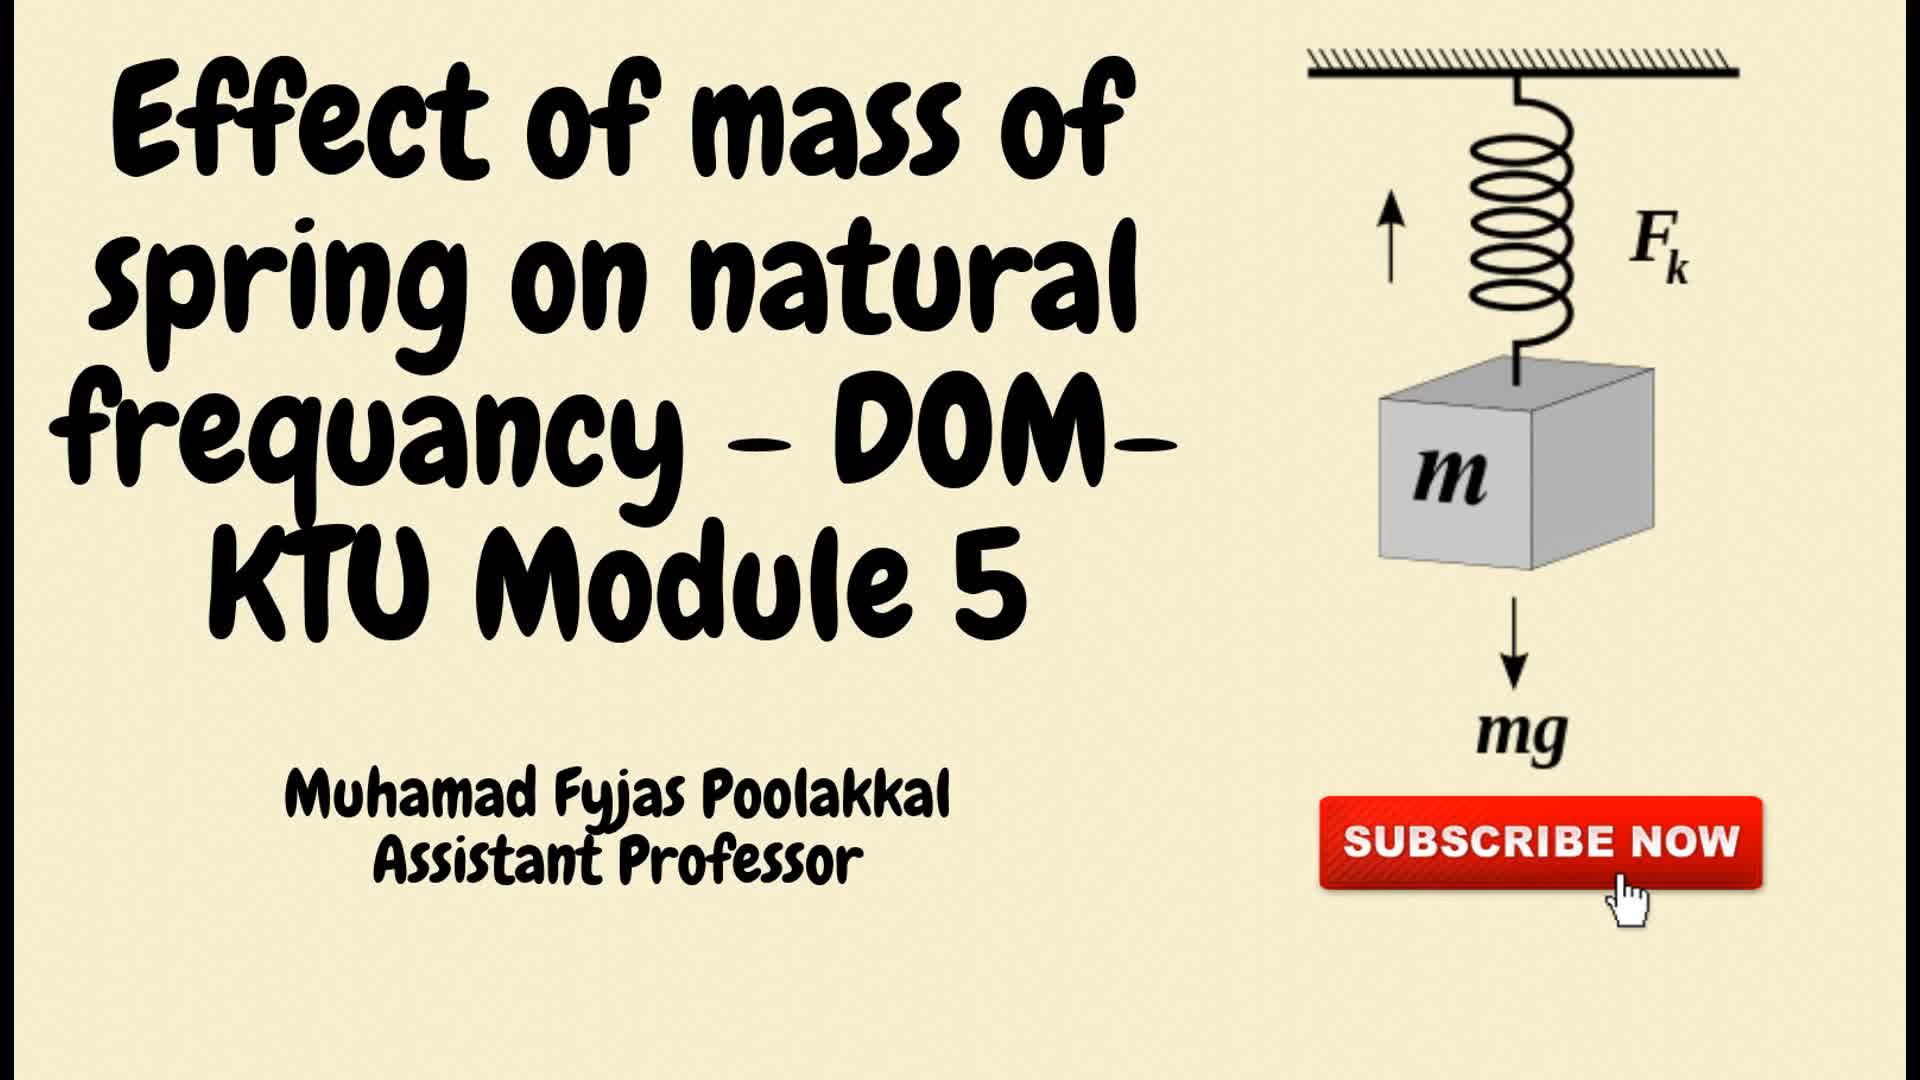 Effect of mass of
spring on natural
frequancy - DOM-
KTU Module 5
Muhamad Fyjas Poolakkal
Assistant Professor
F_k
m
mg
SUBSCRIBE NOW